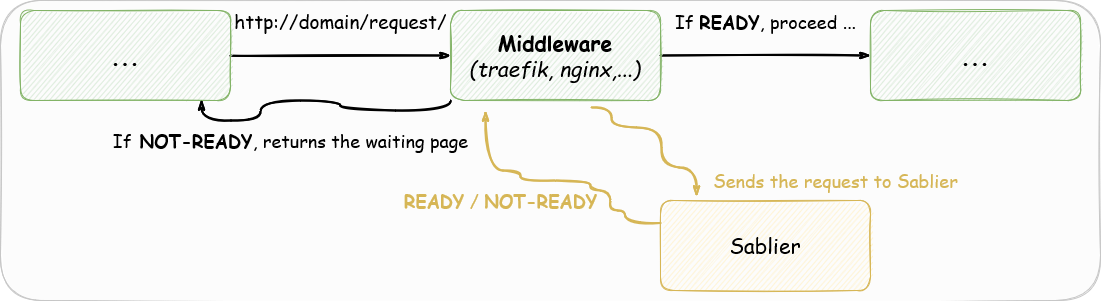 http://domain/request/
If READY, proceed ...
...
Middleware
(traefik, nginx,...)
...
If NOT-READY, returns the waiting page
Sends the request to Sablier
READY / NOT-READY
Sablier